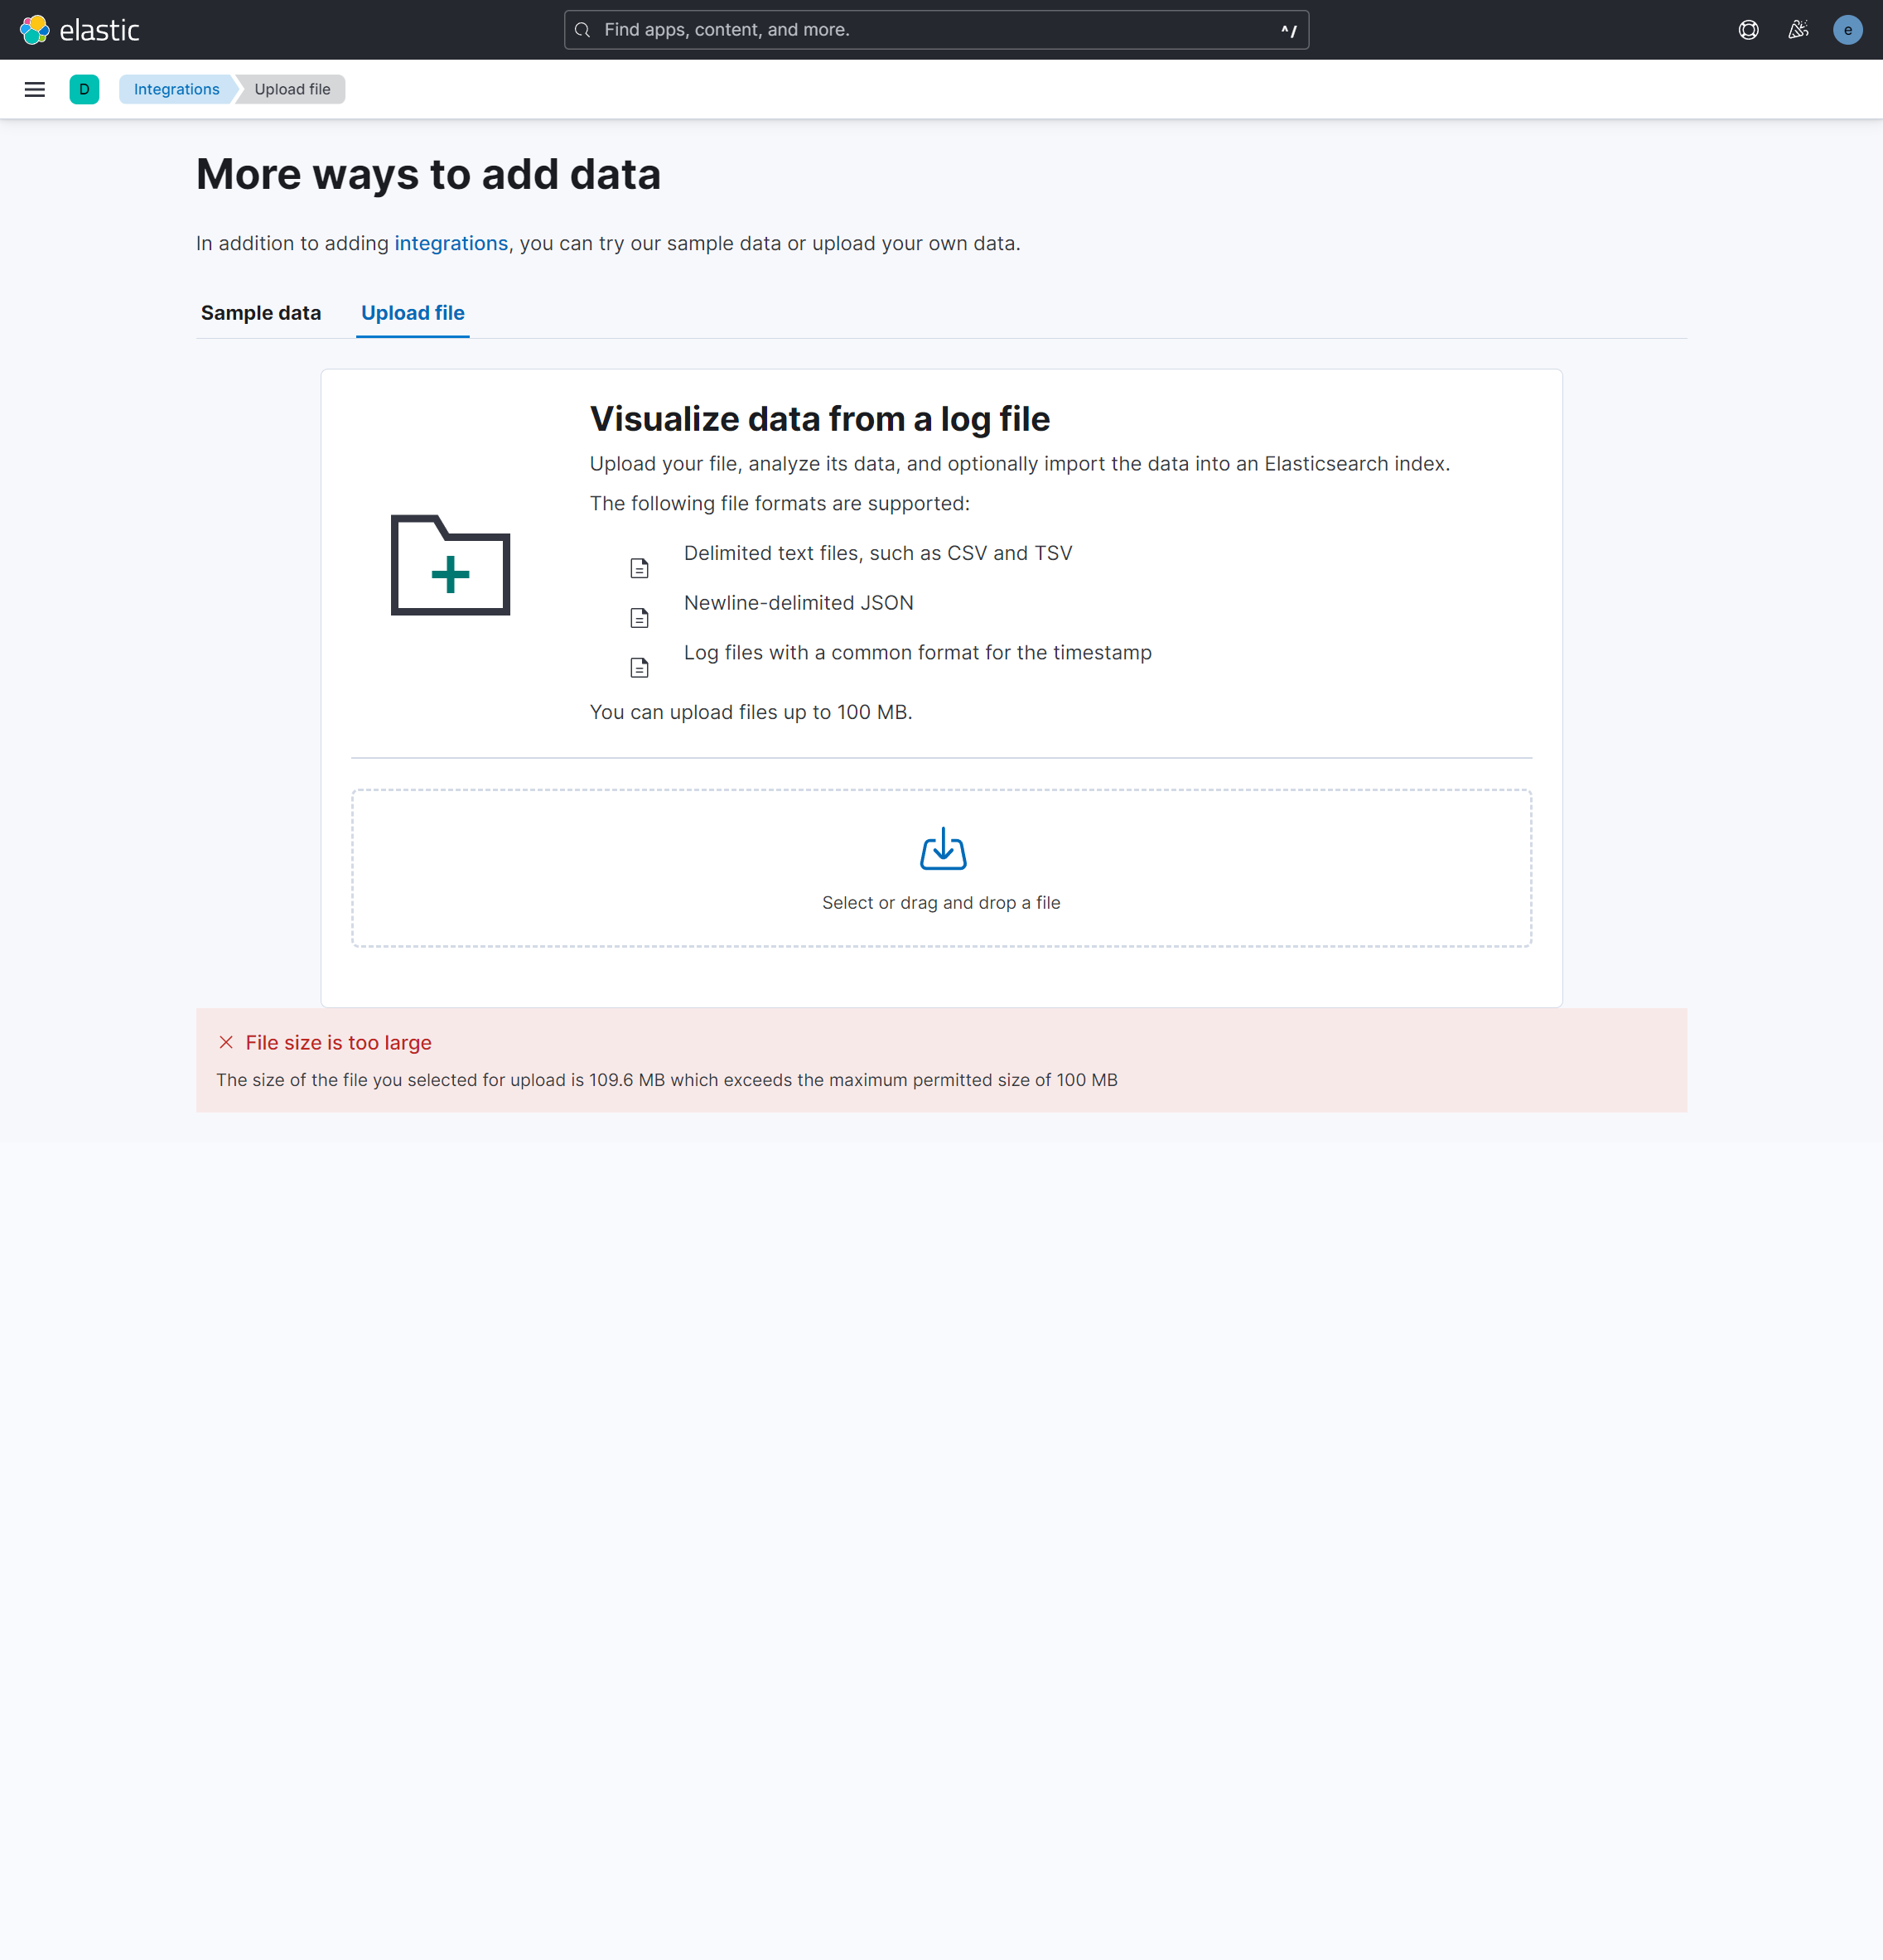 elastic
Find apps, content, and more.
^/
e
D
Integrations
Upload file
More ways to add data
In addition to adding integrations, you can try our sample data or upload your own data.
Sample data
Upload file
Visualize data from a log file
Upload your file, analyze its data, and optionally import the data into an Elasticsearch index.
The following file formats are supported:
Delimited text files, such as CSV and TSV
Newline-delimited JSON
Log files with a common format for the timestamp
You can upload files up to 100 MB.
Select or drag and drop a file
File size is too large
The size of the file you selected for upload is 109.6 MB which exceeds the maximum permitted size of 100 MB